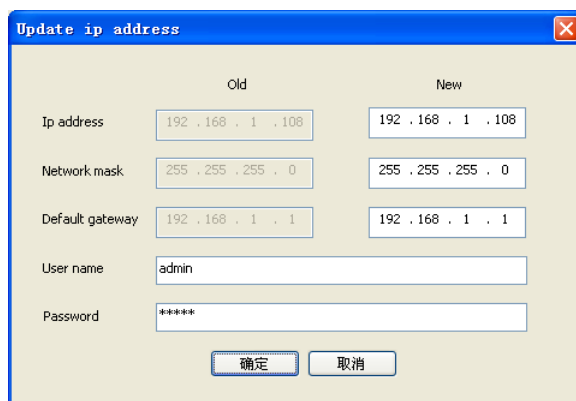 Update ip address
Old New
Ip address 192 . 168 . 1 . 108 192 . 168 . 1 . 108
Network mask 255 . 255 . 255 . 0 255 . 255 . 255 . 0
Default gateway 192 . 168 . 1 . 1 192 . 168 . 1 . 1
User name admin
Password *****
确定 取消